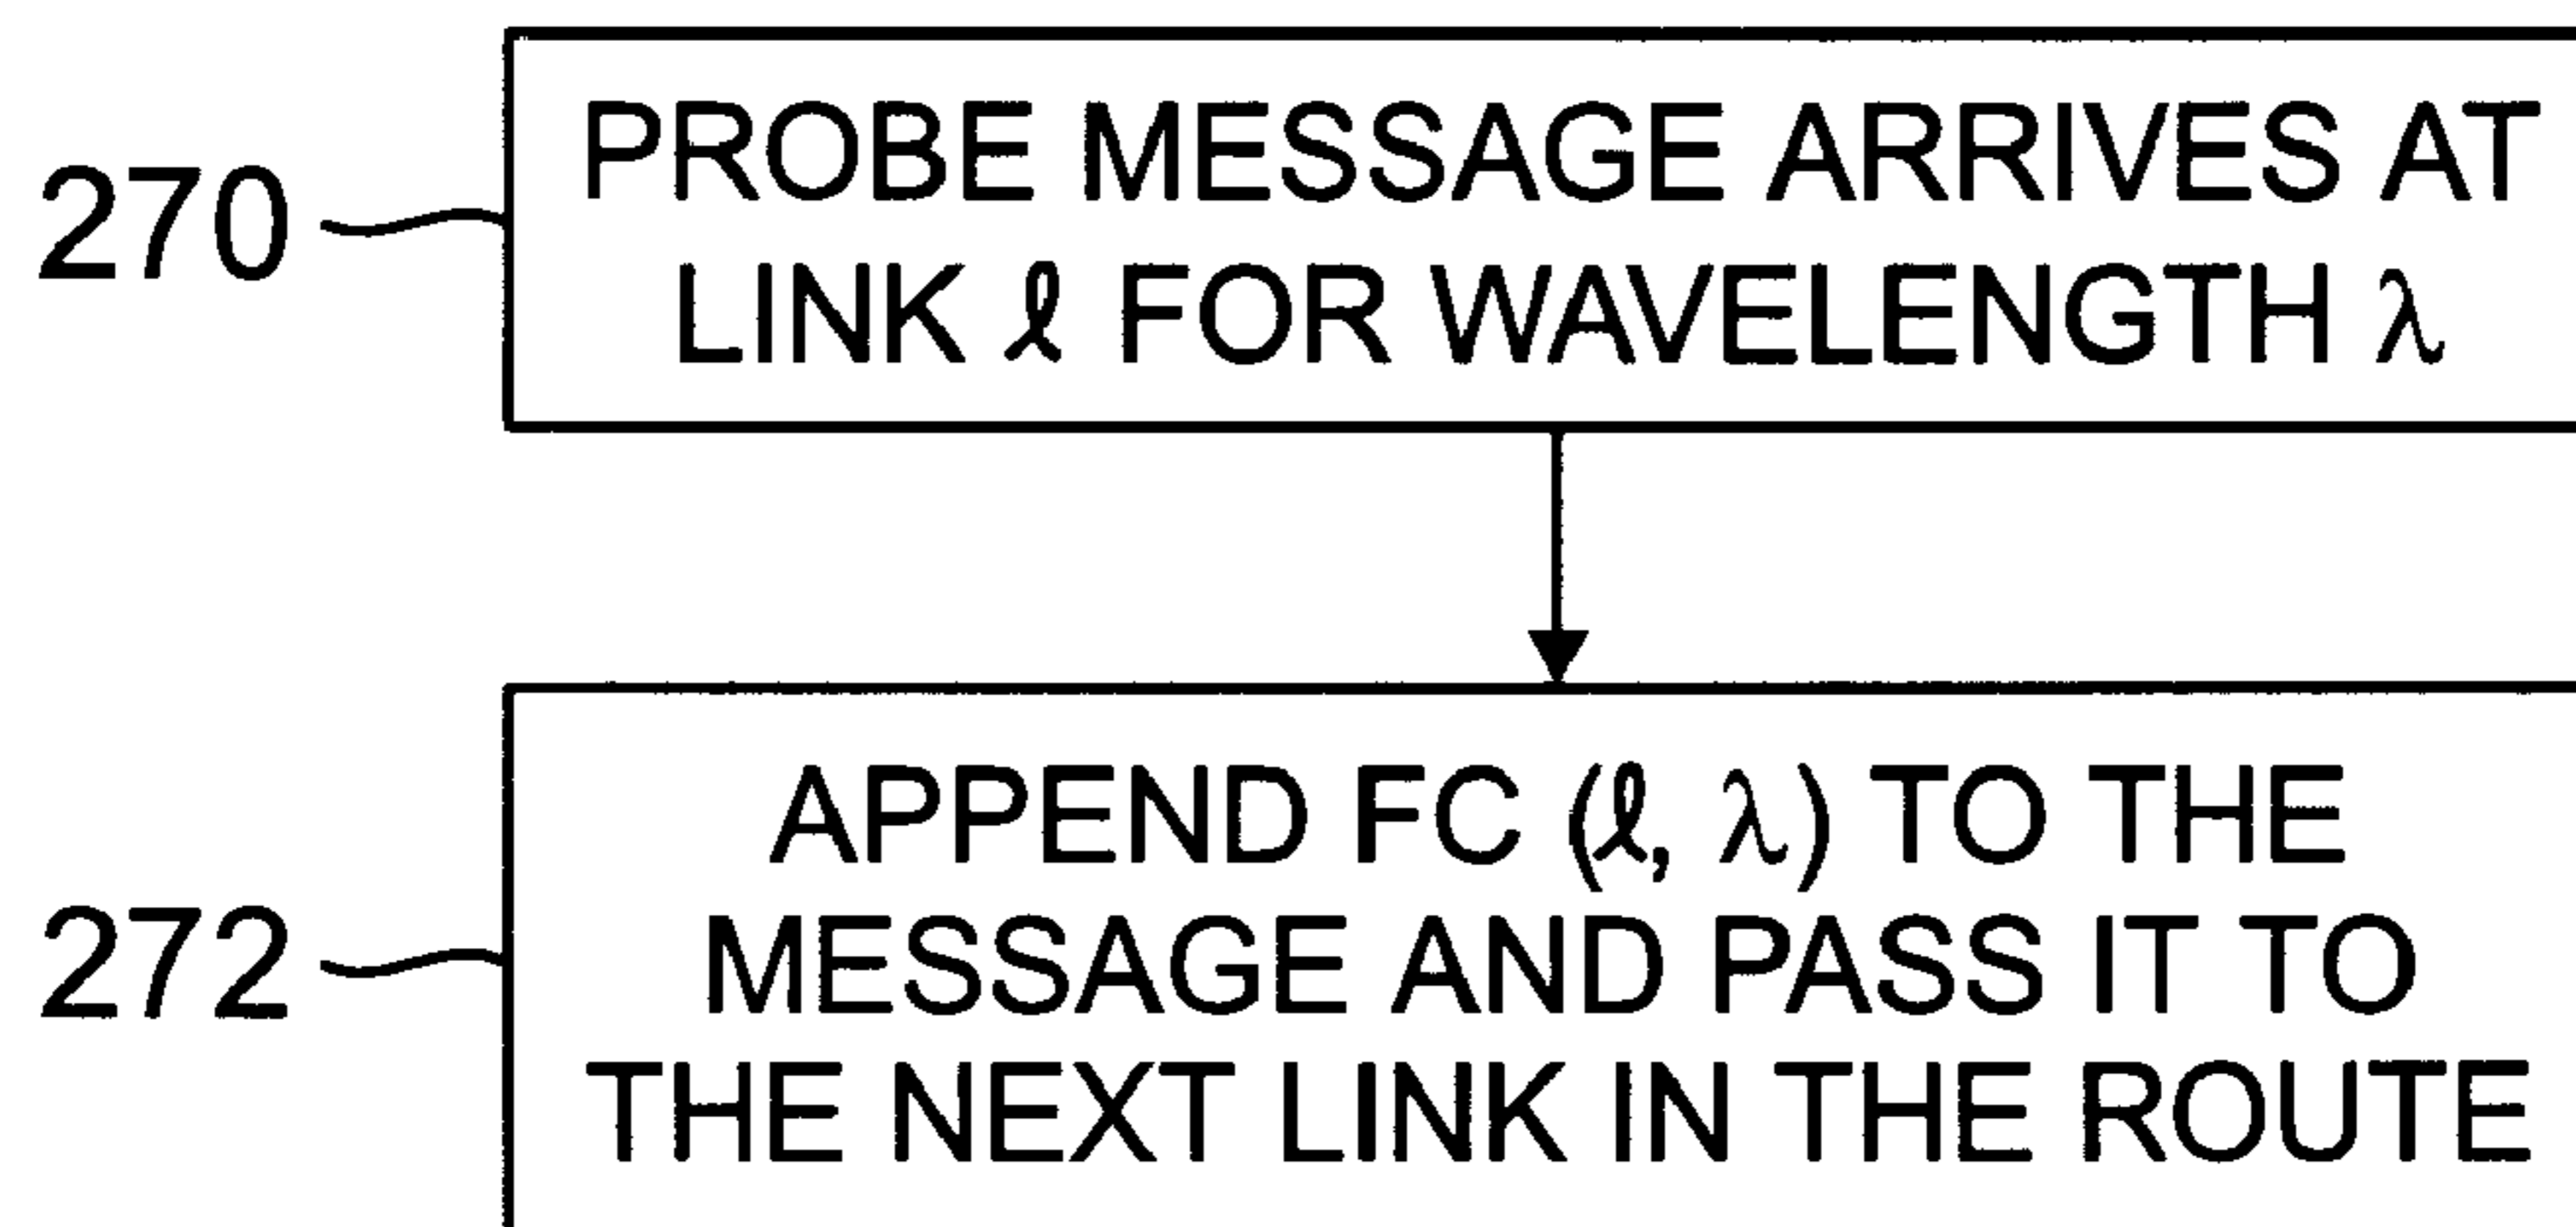 270
PROBE MESSAGE ARRIVES AT
LINK ℓ FOR WAVELENGTH λ
APPEND FC (ℓ, λ) TO THE
272
MESSAGE AND PASS IT TO
THE NEXT LINK IN THE ROUTE